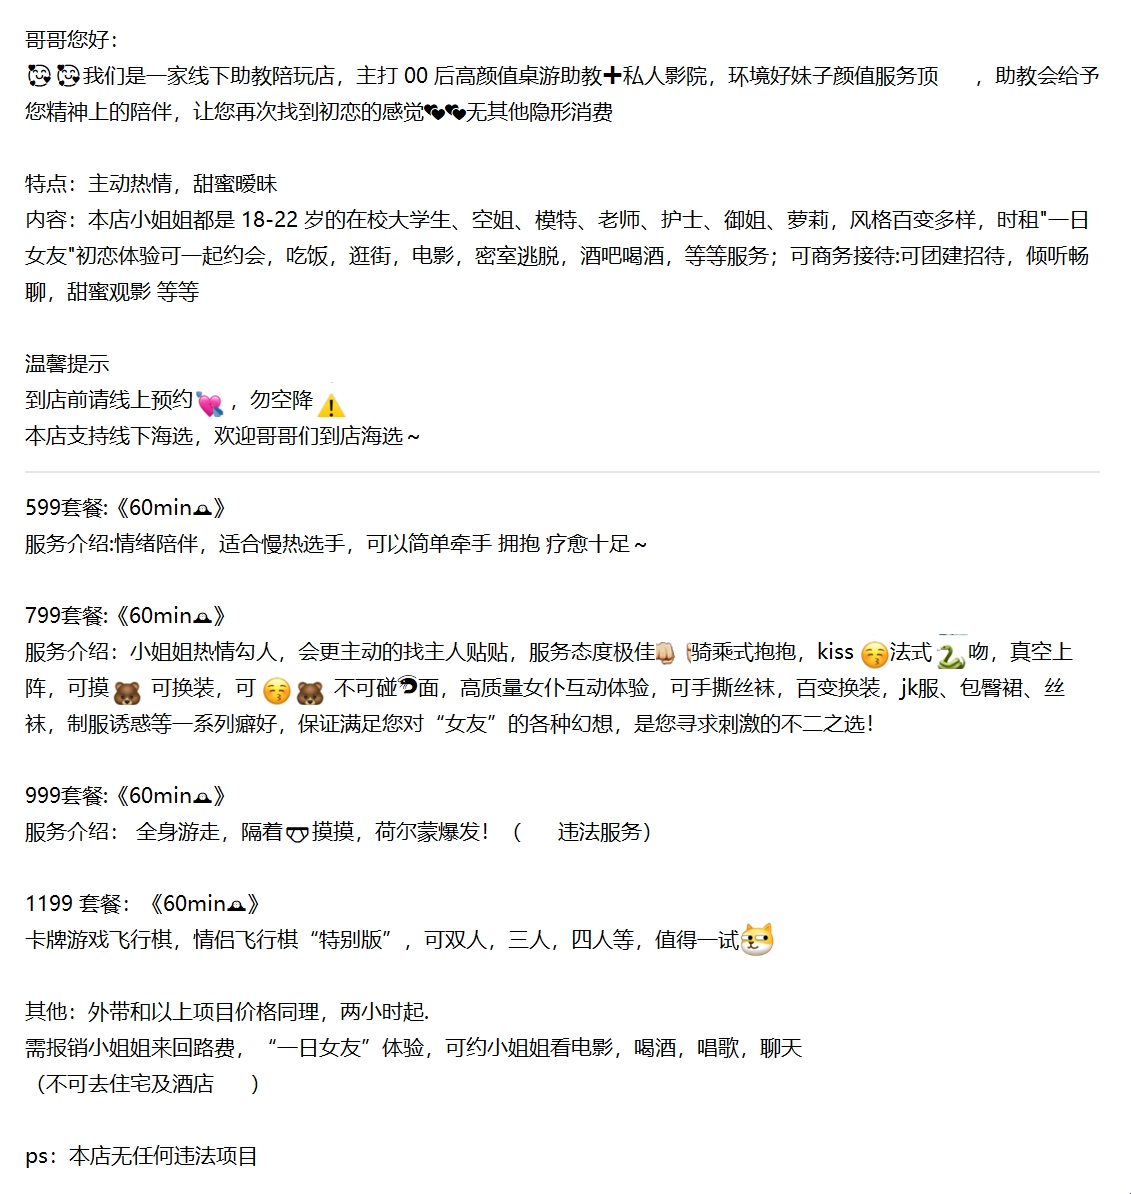 哥哥您好：
🥰🥰我们是一家线下助教陪玩店，主打 00 后高颜值桌游助教➕私人影院，环境好妹子颜值服务顶 ，助教会给予
您精神上的陪伴，让您再次找到初恋的感觉💕💕无其他隐形消费
特点：主动热情，甜蜜暧昧
内容：本店小姐姐都是 18-22 岁的在校大学生、空姐、模特、老师、护士、御姐、萝莉，风格百变多样，时租"一日
女友"初恋体验可一起约会，吃饭，逛街，电影，密室逃脱，酒吧喝酒，等等服务；可商务接待:可团建招待，倾听畅
聊，甜蜜观影 等等
温馨提示
到店前请线上预约💘，勿空降⚠️
本店支持线下海选，欢迎哥哥们到店海选～
599套餐:《60min🕰》
服务介绍:情绪陪伴，适合慢热选手，可以简单牵手 拥抱 疗愈十足～
799套餐:《60min🕰》
服务介绍：小姐姐热情勾人，会更主动的找主人贴贴，服务态度极佳👊🏻骑乘式抱抱，kiss 😚法式🐍吻，真空上
阵，可摸🐻 可换装，可😚🐻 不可碰🦐面，高质量女仆互动体验，可手撕丝袜，百变换装，jk服、包臀裙、丝
袜，制服诱惑等一系列癖好，保证满足您对“女友”的各种幻想，是您寻求刺激的不二之选！
999套餐:《60min🕰》
服务介绍： 全身游走，隔着🩲摸摸，荷尔蒙爆发！（ 违法服务）
1199 套餐：《60min🕰》
卡牌游戏飞行棋，情侣飞行棋“特别版”，可双人，三人，四人等，值得一试
其他：外带和以上项目价格同理，两小时起.
需报销小姐姐来回路费，“一日女友”体验，可约小姐姐看电影，喝酒，唱歌，聊天
（不可去住宅及酒店 ）
ps：本店无任何违法项目